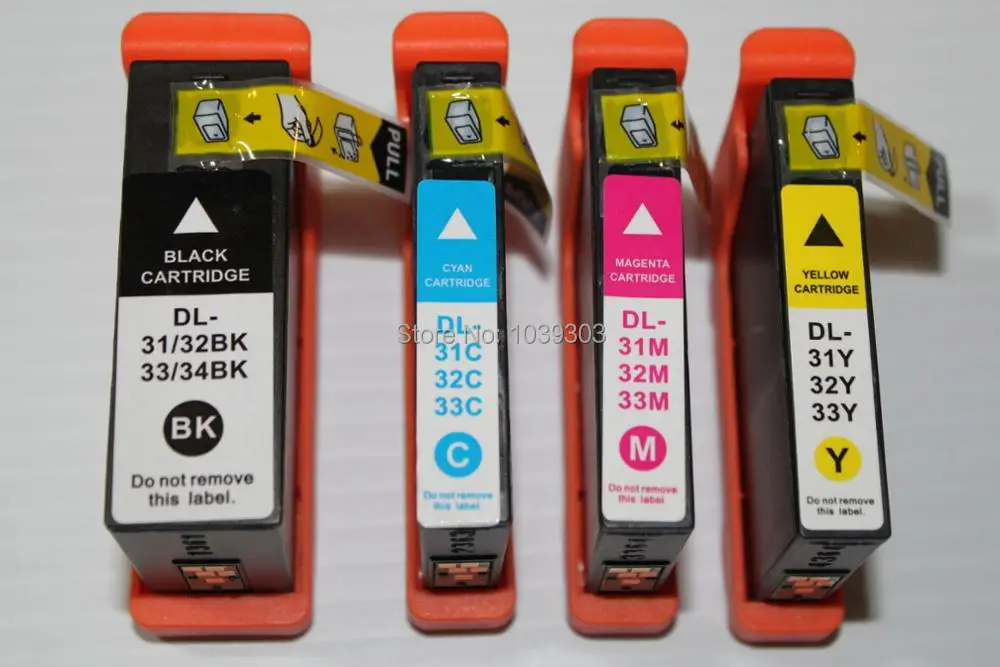 PULL
BLACK
CARTRIDGE
DL-
31/32BK
33/34BK
BK
Do not remove
this label.
CYAN
CARTRIDGE
DL-
31C
32C
33C
C
Do not remove
this label.
MAGENTA
CARTRIDGE
DL-
31M
32M
33M
M
Do not remove
this label.
PULL
YELLOW
CARTRIDGE
DL-
31Y
32Y
33Y
Y
Do not remove
this label.
Store No: 1039303